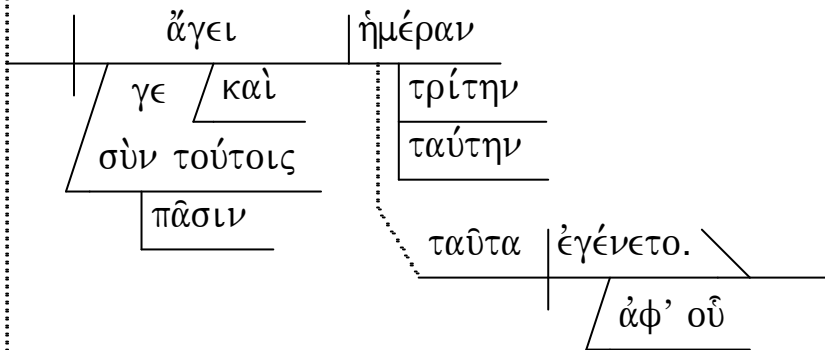 ἄγει ἡμέραν
γε καὶ τρίτην
σὺν τούτοις ταύτην
πᾶσιν
ταῦτα ἐγένετο.
ἀφ’ οὗ